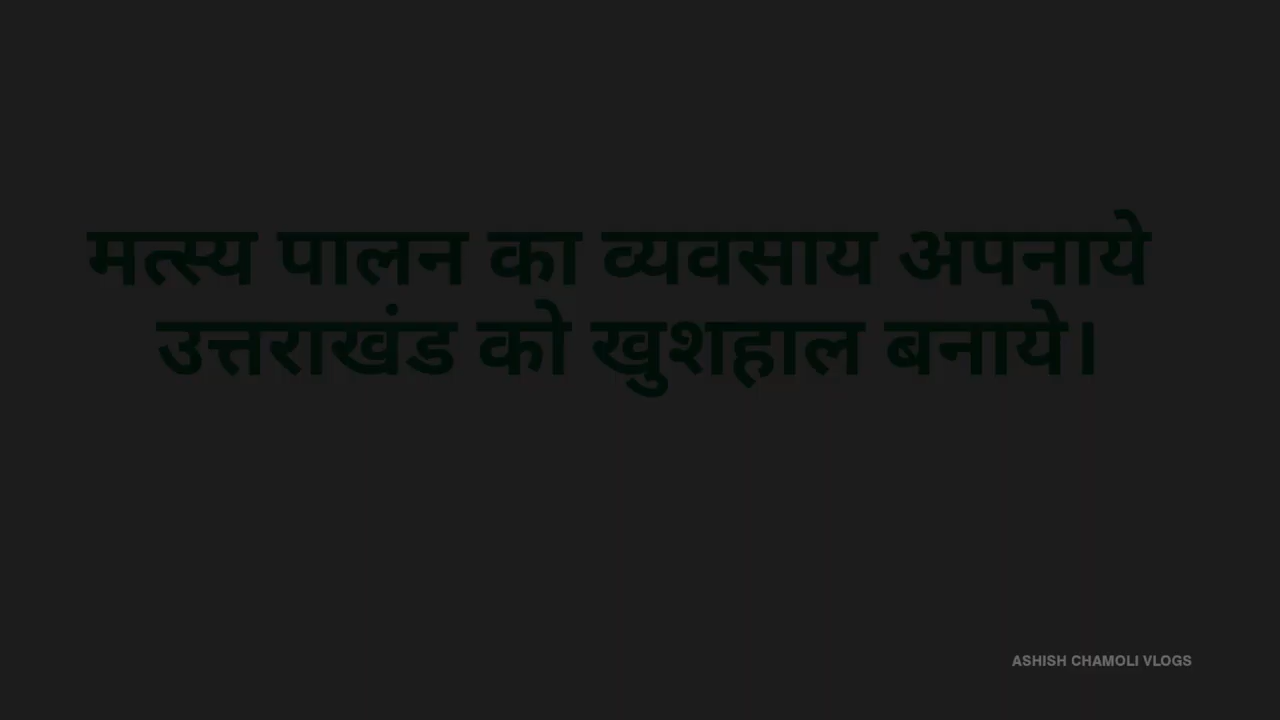 मत्स्य पालन का व्यवसाय अपनाये
उत्तराखंड को खुशहाल बनाये।
ASHISH CHAMOLI VLOGS